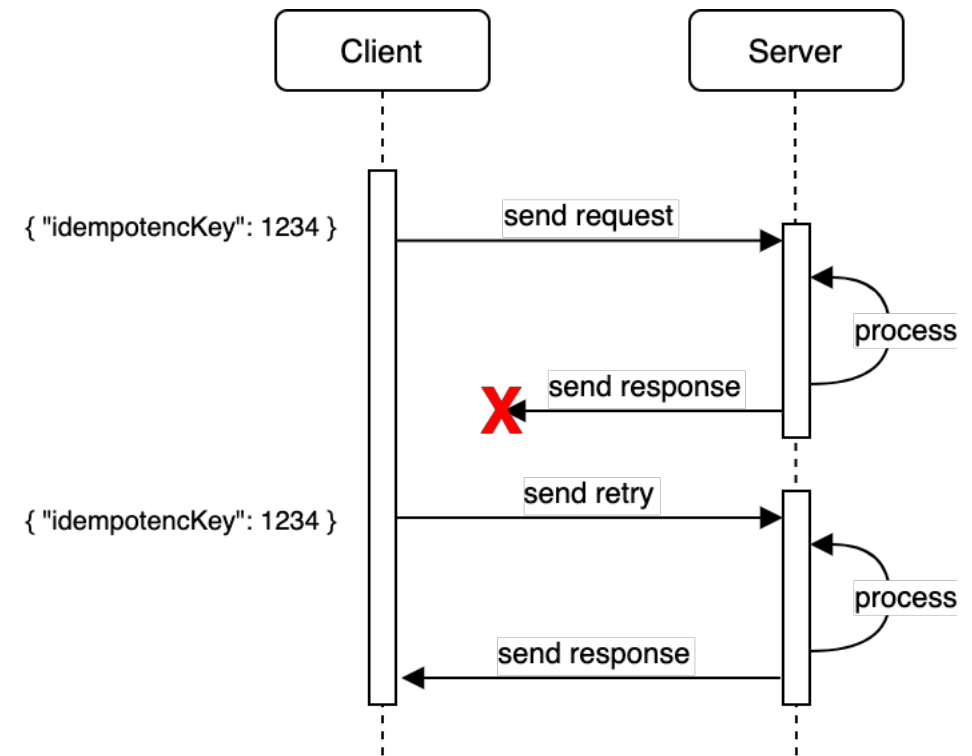 Client
Server
{ "idempotencKey": 1234 }
send request
process
send response
X
{ "idempotencKey": 1234 }
send retry
process
send response